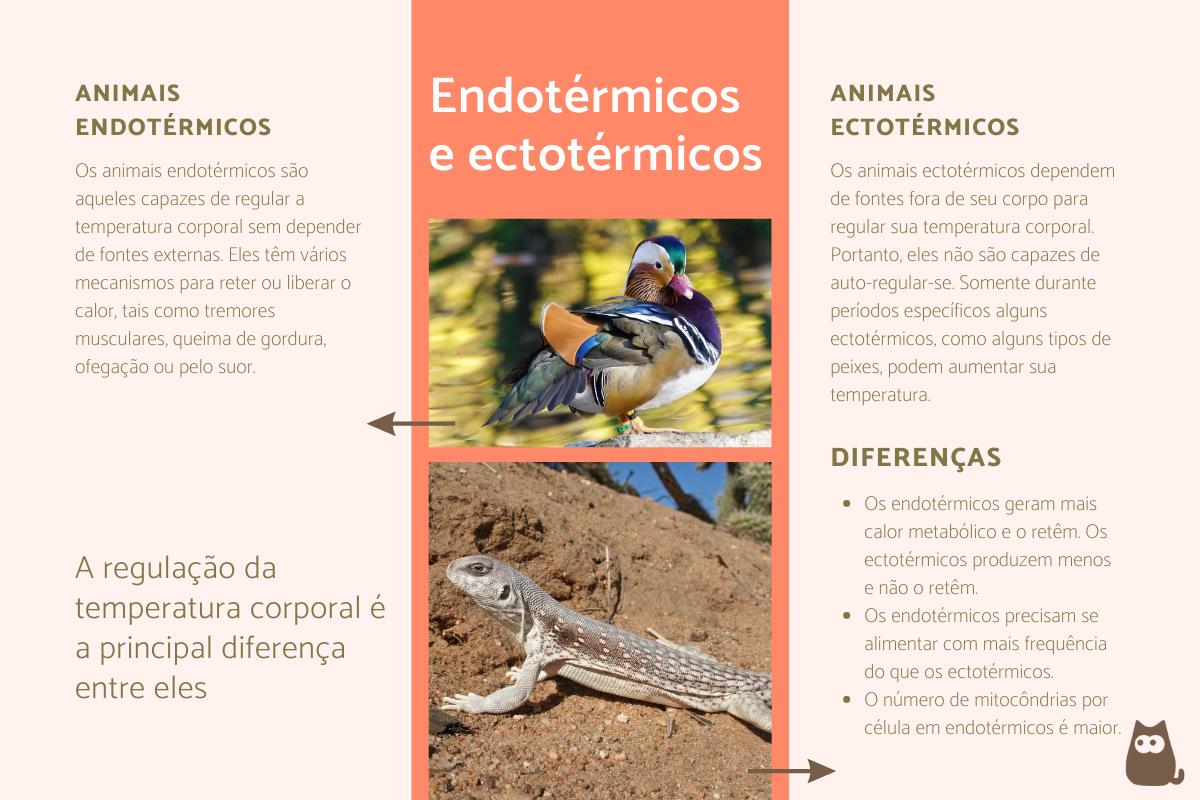 ANIMAIS
ENDOTÉRMICOS
Os animais endotérmicos são
aqueles capazes de regular a
temperatura corporal sem depender
de fontes externas. Eles têm vários
mecanismos para reter ou liberar o
calor, tais como tremores
musculares, queima de gordura,
ofegação ou pelo suor.
A regulação da
temperatura corporal é
a principal diferença
entre eles
Endotérmicos
e ectotérmicos
ANIMAIS
ECTOTÉRMICOS
Os animais ectotérmicos dependem
de fontes fora de seu corpo para
regular sua temperatura corporal.
Portanto, eles não são capazes de
auto-regular-se. Somente durante
períodos específicos alguns
ectotérmicos, como alguns tipos de
peixes, podem aumentar sua
temperatura.
DIFERENÇAS
• Os endotérmicos geram mais
calor metabólico e o retêm. Os
ectotérmicos produzem menos
e não o retêm.
• Os endotérmicos precisam se
alimentar com mais frequência
do que os ectotérmicos.
• O número de mitocôndrias por
célula em endotérmicos é maior.